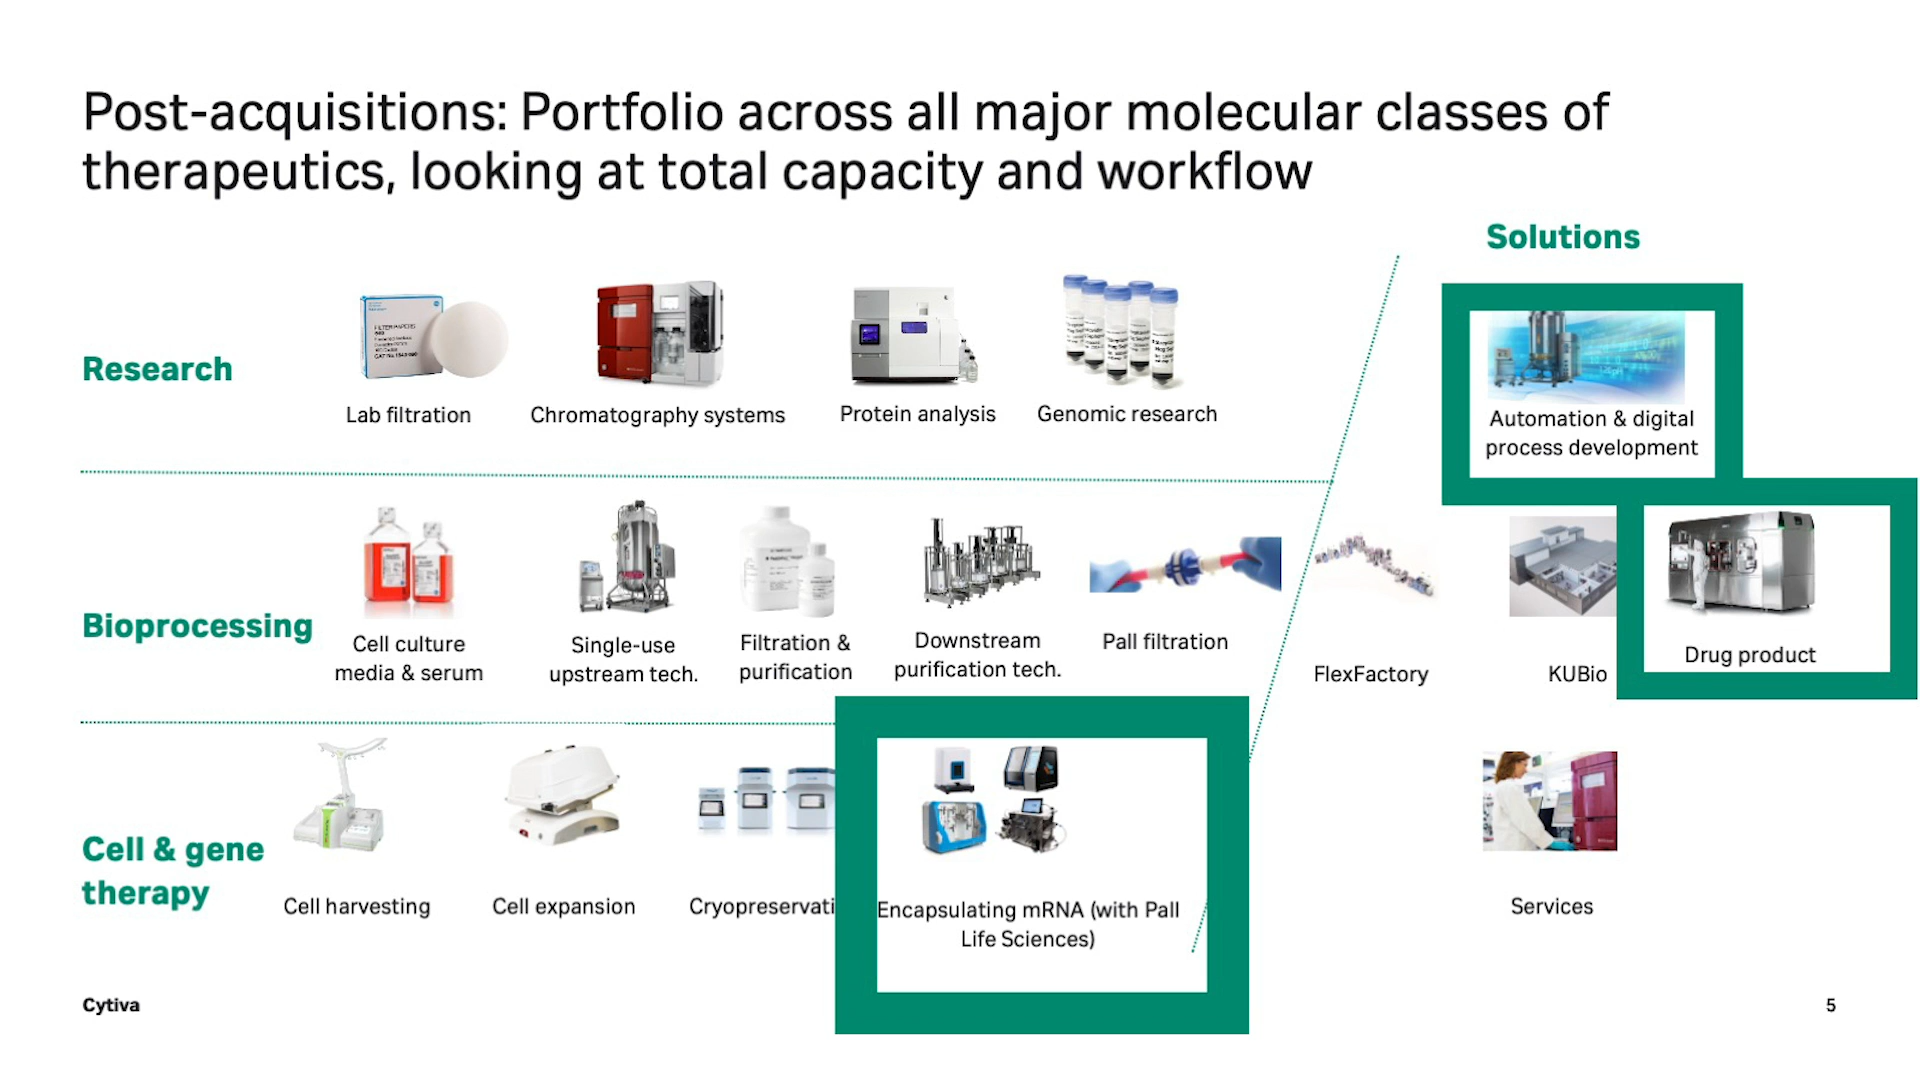 Post-acquisitions: Portfolio across all major molecular classes of
therapeutics, looking at total capacity and workflow
Solutions
Research
FILTER PAPERS
Lab filtration
Chromatography systems
Protein analysis
Genomic research
Automation & digital
process development
Bioprocessing
Cell culture
media & serum
Single-use
upstream tech.
Filtration &
purification
Downstream
purification tech.
Pall filtration
FlexFactory
KUBio
Drug product
Cell & gene
therapy
Cell harvesting
Cell expansion
Cryopreservati
Encapsulating mRNA (with Pall
Life Sciences)
Services
Cytiva
5